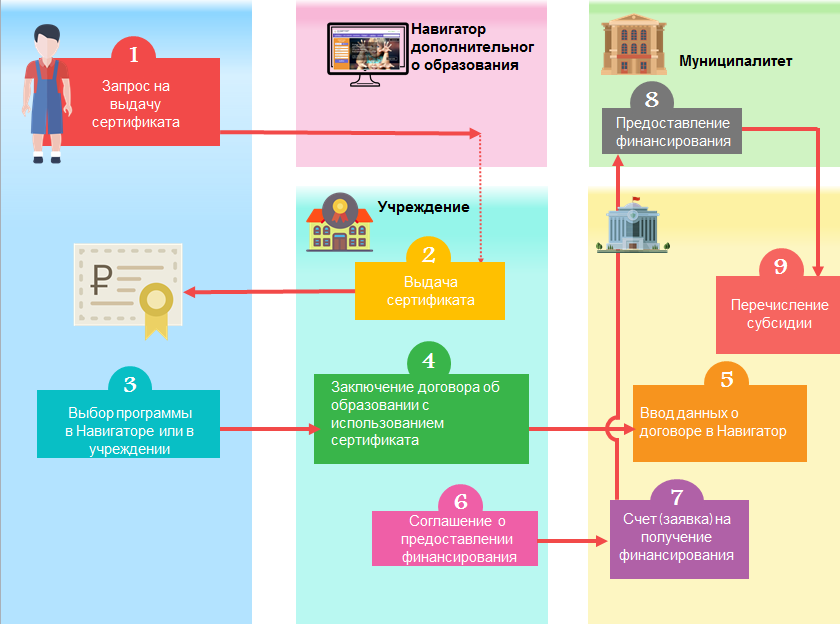 1
Запрос на
выдачу
сертификата
Навигатор
дополнительног
о образования
Муниципалитет
8
Предоставление
финансирования
Учреждение
2
Выдача
сертификата
₽
9
Перечисление
субсидии
3
Выбор программы
в Навигаторе или в
учреждении
4
Заключение договора об
образовании с
использованием
сертификата
5
Ввод данных о
договоре в Навигатор
6
Соглашение о
предоставлении
финансирования
7
Счет (заявка) на
получение
финансирования